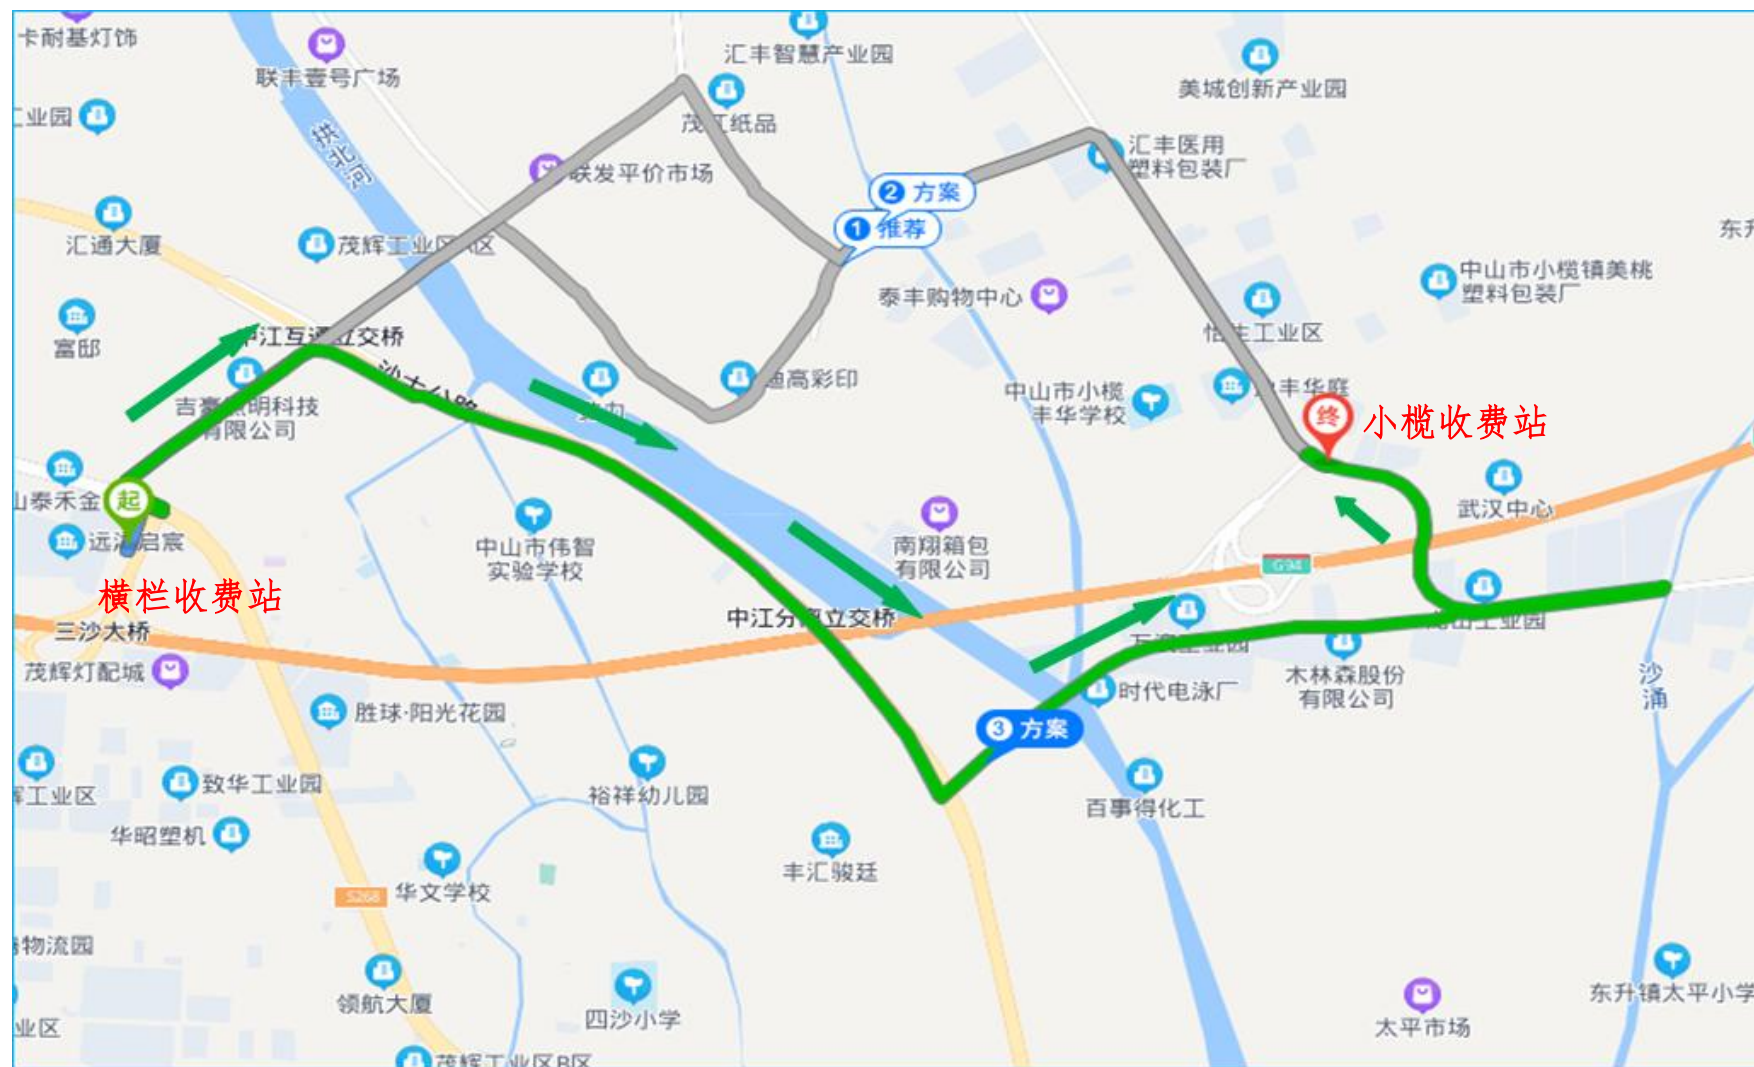 卡耐基灯饰
联丰壹号广场
汇丰智慧产业园
美城创新产业园
工业园
拱北河
茂江纸品
汇丰医用
塑料包装厂
联发平价市场
2 方案
1 推荐
汇通大厦
茂辉工业区A区
东升
泰丰购物中心
中山市小榄镇美桃
塑料包装厂
富邸
中江互通立交桥
怡生工业区
沙古公路
迪高彩印
中山市小榄
丰华学校
丰华庭
吉豪照明科技
有限公司
终
小榄收费站
山泰禾金
起
武汉中心
远洋启宸
中山市伟智
实验学校
南翔箱包
有限公司
G94
横栏收费站
三沙大桥
中江分离立交桥
工业园
茂辉灯配城
木林森股份
有限公司
沙涌
时代电泳厂
胜球·阳光花园
3 方案
工业区
致华工业园
裕祥幼儿园
百事得化工
华昭塑机
丰汇骏廷
S268
华文学校
物流园
领航大厦
四沙小学
东升镇太平小学
太平市场
业区
茂辉工业区B区